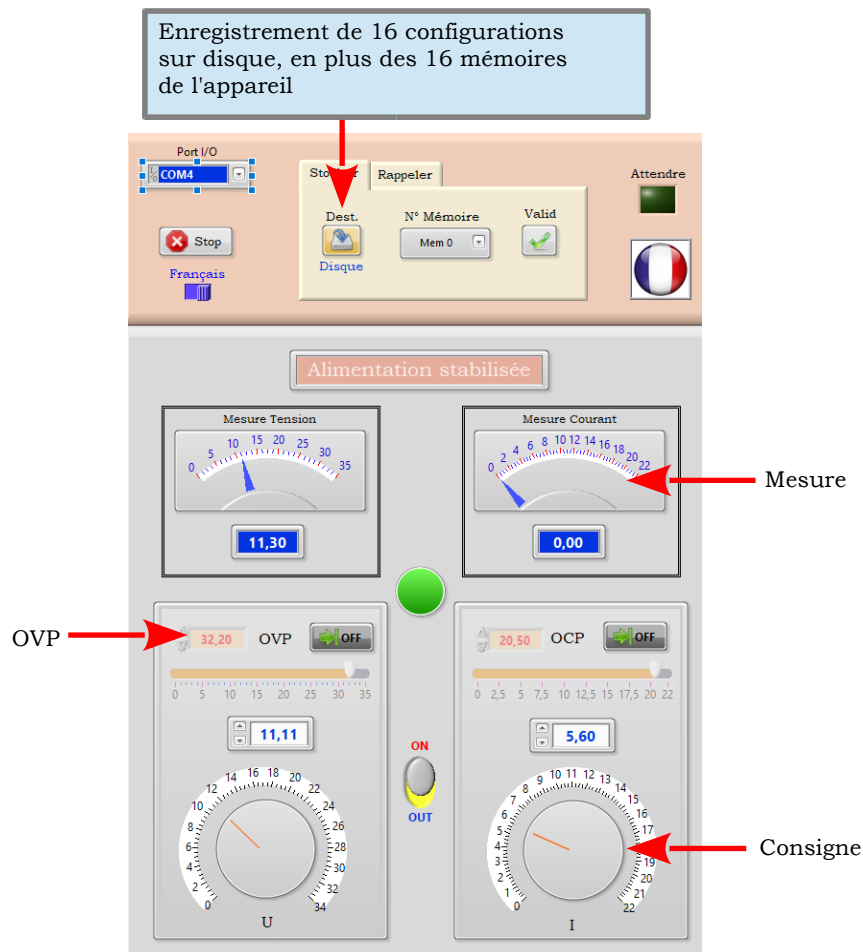 Enregistrement de 16 configurations
sur disque, en plus des 16 mémoires
de l'appareil
Port I/O
I/O COM4
Rappeler
Attendre
Dest.
N° Mémoire
Valid
Stop
Mem 0
Disque
Français
Alimentation stabilisée
Mesure Tension
0 5 10 15 20 25 30 35
11,30
Mesure Courant
0 2 4 6 8 10 12 14 16 18 20 22
0,00
Mesure
OVP
32,20 OVP OFF
0 5 10 15 20 25 30 35
11,11
0 2 4 6 8 10 12 14 16 18 20 22 24 26 28 30 32 34
U
ON
OUT
20,50 OCP OFF
0 2,5 5 7,5 10 12,5 15 17,5 20 22
5,60
0 1 2 3 4 5 6 7 8 9 10 11 12 13 14 15 16 17 19 20 21 22
I
Consigne